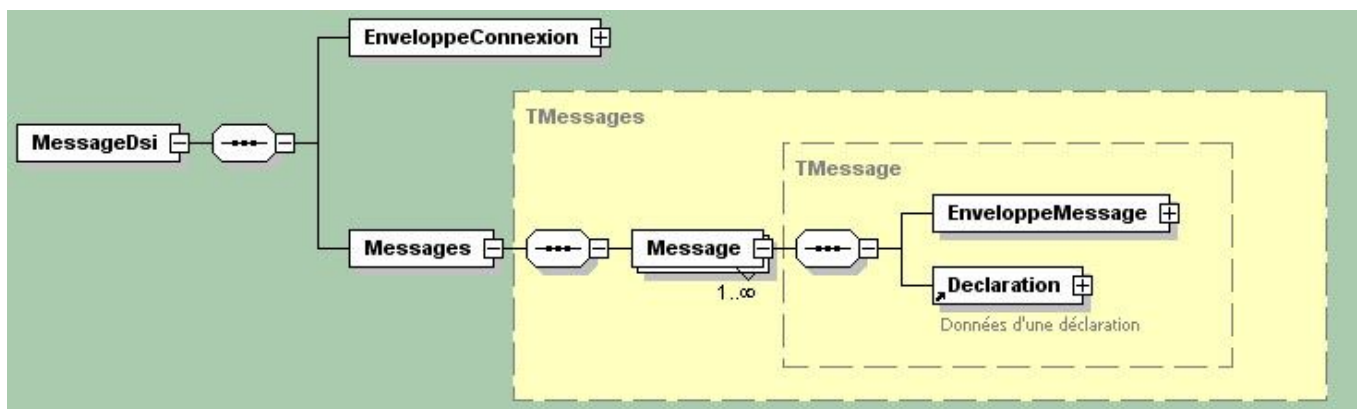 EnveloppeConnexion
TMessages
MessageDsi
TMessage
EnveloppeMessage
Messages
Message
1..∞
Declaration
Données d'une déclaration